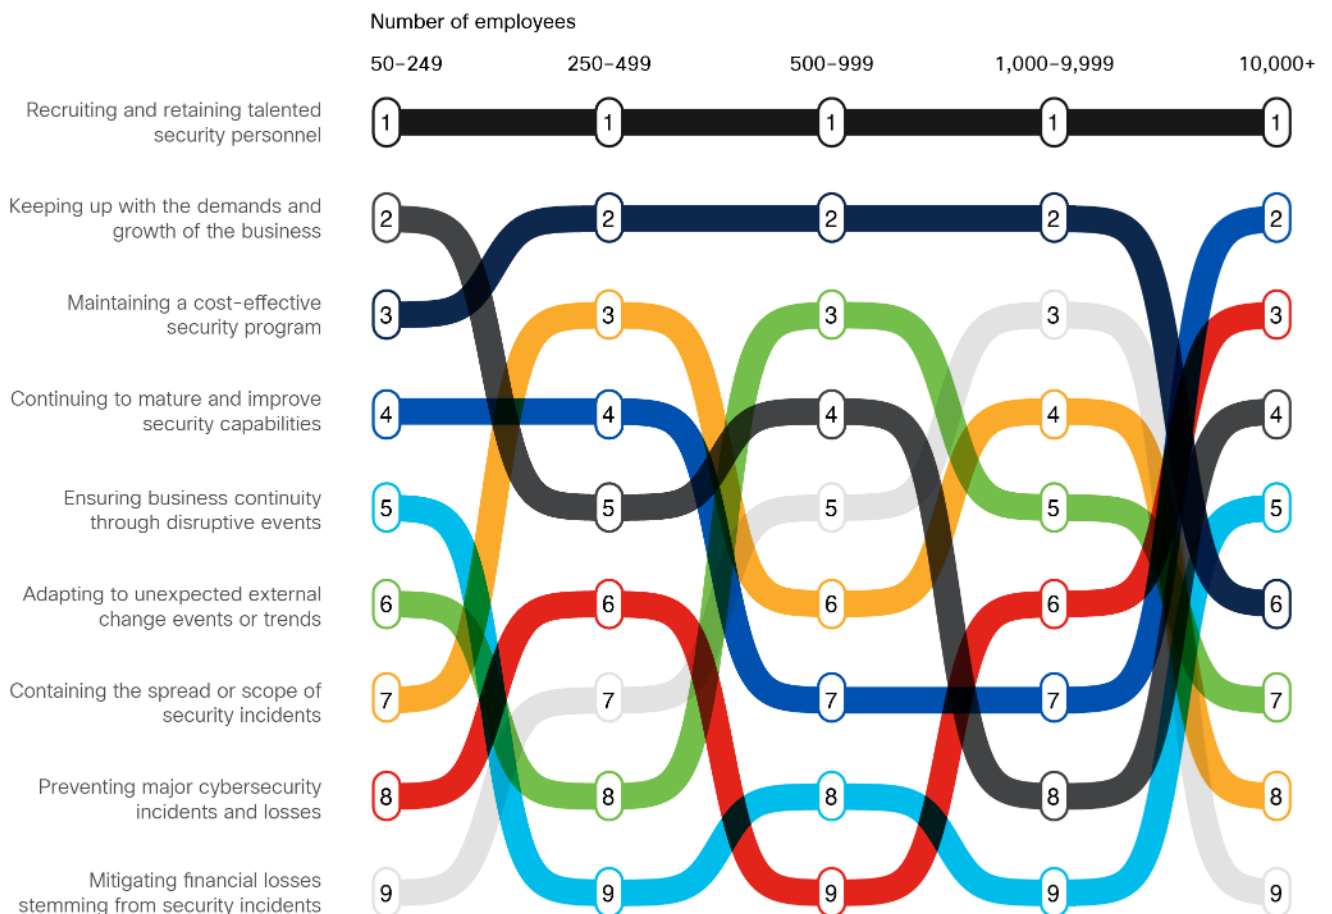 Number of employees
50-249 250-499 500-999 1,000-9,999 10,000+
Recruiting and retaining talented
security personnel
1 1 1 1 1
Keeping up with the demands and
growth of the business
2 2 2 2 2
Maintaining a cost-effective
security program
3 3 3 3 3
Continuing to mature and improve
security capabilities
4 4 4 4 4
Ensuring business continuity
through disruptive events
5 5 5 5 5
Adapting to unexpected external
change events or trends
6 6 6 6 6
Containing the spread or scope of
security incidents
7 7 7 7 7
Preventing major cybersecurity
incidents and losses
8 8 8 8 8
Mitigating financial losses
stemming from security incidents
9 9 9 9 9